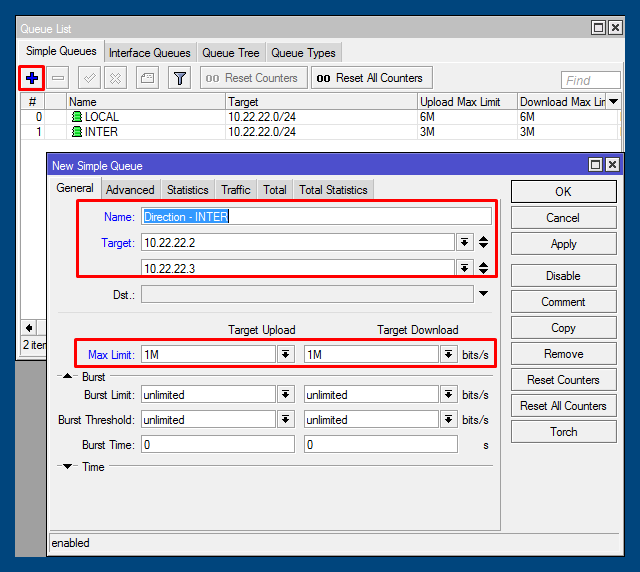 Queue List
Simple Queues Interface Queues Queue Tree Queue Types
00 Reset Counters 00 Reset All Counters Find
# Name Target Upload Max Limit Download Max Lir
0 LOCAL 10.22.22.0/24 6M 6M
1 INTER 10.22.22.0/24 3M 3M
2 iter
New Simple Queue
General Advanced Statistics Traffic Total Total Statistics
Name: Direction - INTER
Target: 10.22.22.2
10.22.22.3
Dst.:
Target Upload Target Download
Max Limit: 1M 1M bits/s
Burst
Burst Limit: unlimited unlimited bits/s
Burst Threshold: unlimited unlimited bits/s
Burst Time: 0 0 s
Time
OK
Cancel
Apply
Disable
Comment
Copy
Remove
Reset Counters
Reset All Counters
Torch
enabled